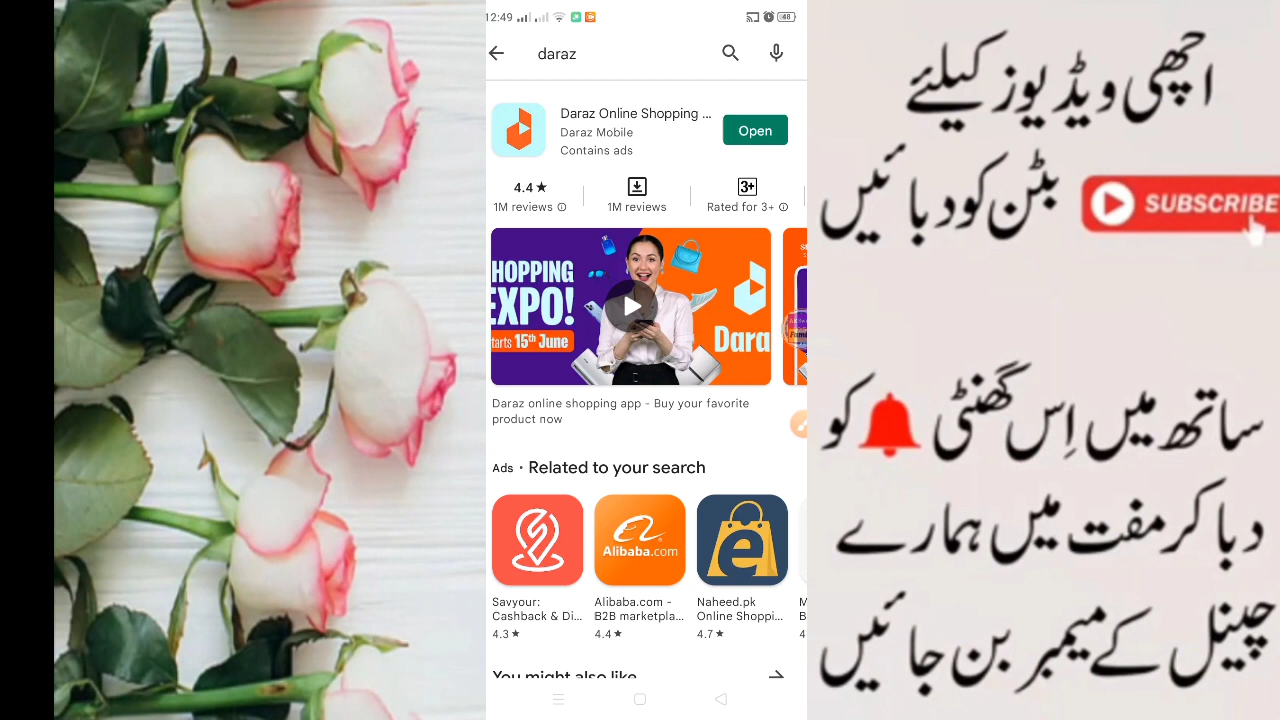 12:49
48
daraz
Daraz Online Shopping ...
Daraz Mobile
Contains ads
Open
4.4★
1M reviews
1M reviews
3+
Rated for 3+
HOPPING
EXPO!
tarts 15th June
Dara
Daraz online shopping app - Buy your favorite
product now
Ads • Related to your search
Alibaba.com
e
Savyour:
Cashback & Di...
4.3★
Alibaba.com -
B2B marketpla...
4.4★
Naheed.pk
Online Shoppi...
4.7★
M
4
You might also like
اچھی ویڈیوز کیلئے
بٹن کو دبائیں
SUBSCRIBE
ساتھ میں اِس گھنٹی کو
دبا کر مفت میں ہمارے
چینل کے میمبر بن جائیں